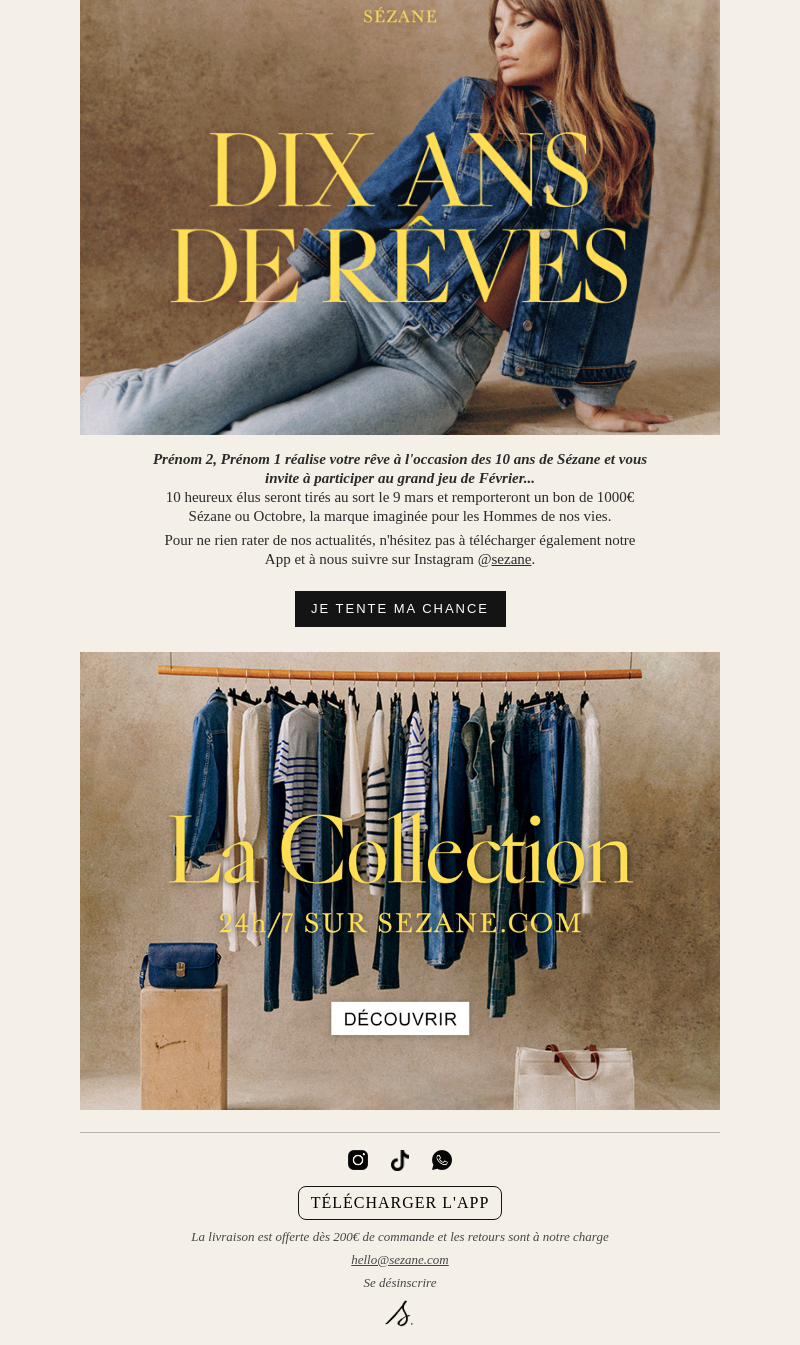 SÉZANE
DIX ANS
DE RÊVES
Prénom 2, Prénom 1 réalise votre rêve à l'occasion des 10 ans de Sézane et vous
invite à participer au grand jeu de Février...
10 heureux élus seront tirés au sort le 9 mars et remporteront un bon de 1000€
Sézane ou Octobre, la marque imaginée pour les Hommes de nos vies.
Pour ne rien rater de nos actualités, n'hésitez pas à télécharger également notre
App et à nous suivre sur Instagram @sezane.
JE TENTE MA CHANCE
La Collection
24h/7 SUR SEZANE.COM
DÉCOUVRIR
TÉLÉCHARGER L'APP
La livraison est offerte dès 200€ de commande et les retours sont à notre charge
hello@sezane.com
Se désinscrire
S.